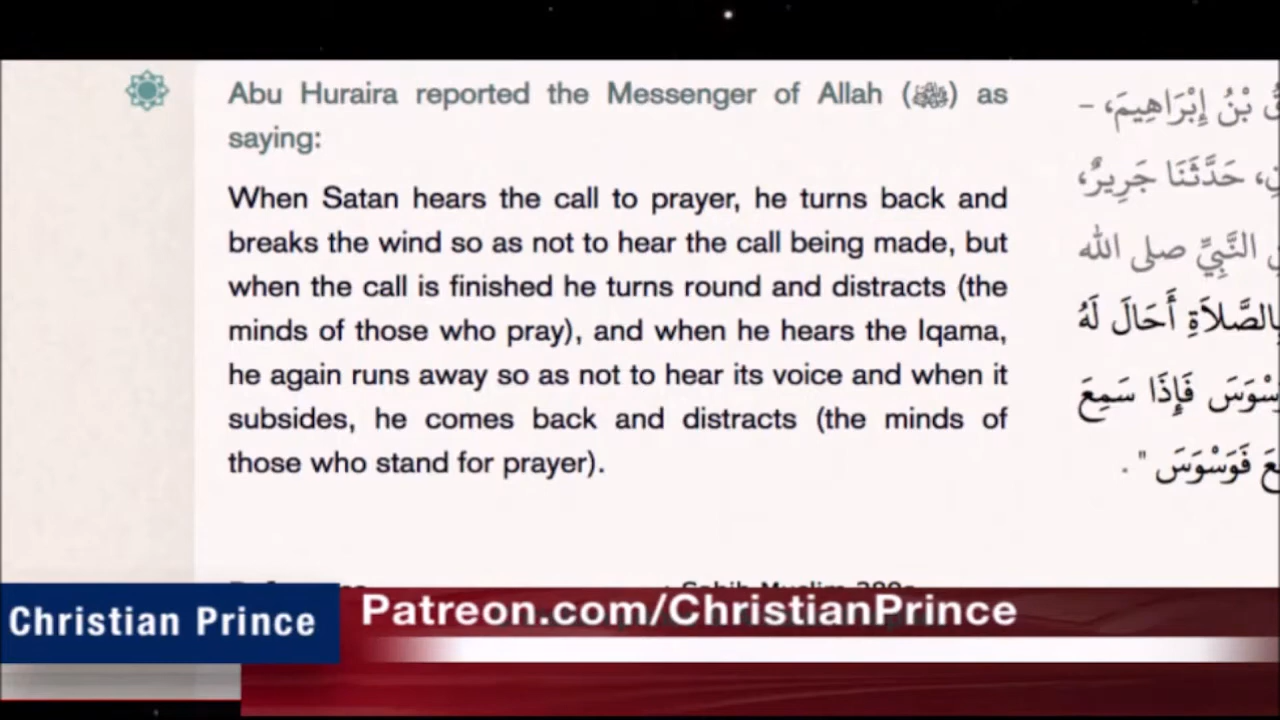 Abu Huraira reported the Messenger of Allah (ﷺ) as
saying:
When Satan hears the call to prayer, he turns back and
breaks the wind so as not to hear the call being made, but
when the call is finished he turns round and distracts (the
minds of those who pray), and when he hears the Iqama,
he again runs away so as not to hear its voice and when it
subsides, he comes back and distracts (the minds of
those who stand for prayer).
بْنُ إِبْرَاهِيمَ، -
حَدَّثَنَا جَرِيرٌ،
النَّبِيِّ صلى الله
بِالصَّلاَةِ أَحَالَ لَهُ
فَإِذَا سَمِعَ
فَوَسْوَسَ " .
: Sahih Muslim
Christian Prince
Patreon.com/ChristianPrince